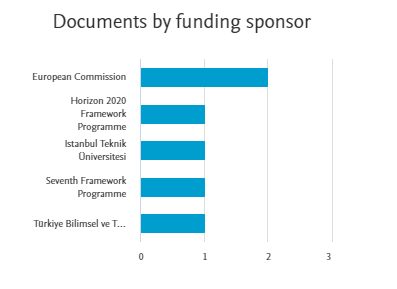 Documents by funding sponsor
European Commission
Horizon 2020
Framework
Programme
Istanbul Teknik
Üniversitesi
Seventh Framework
Programme
Türkiye Bilimsel ve T...
0 1 2 3